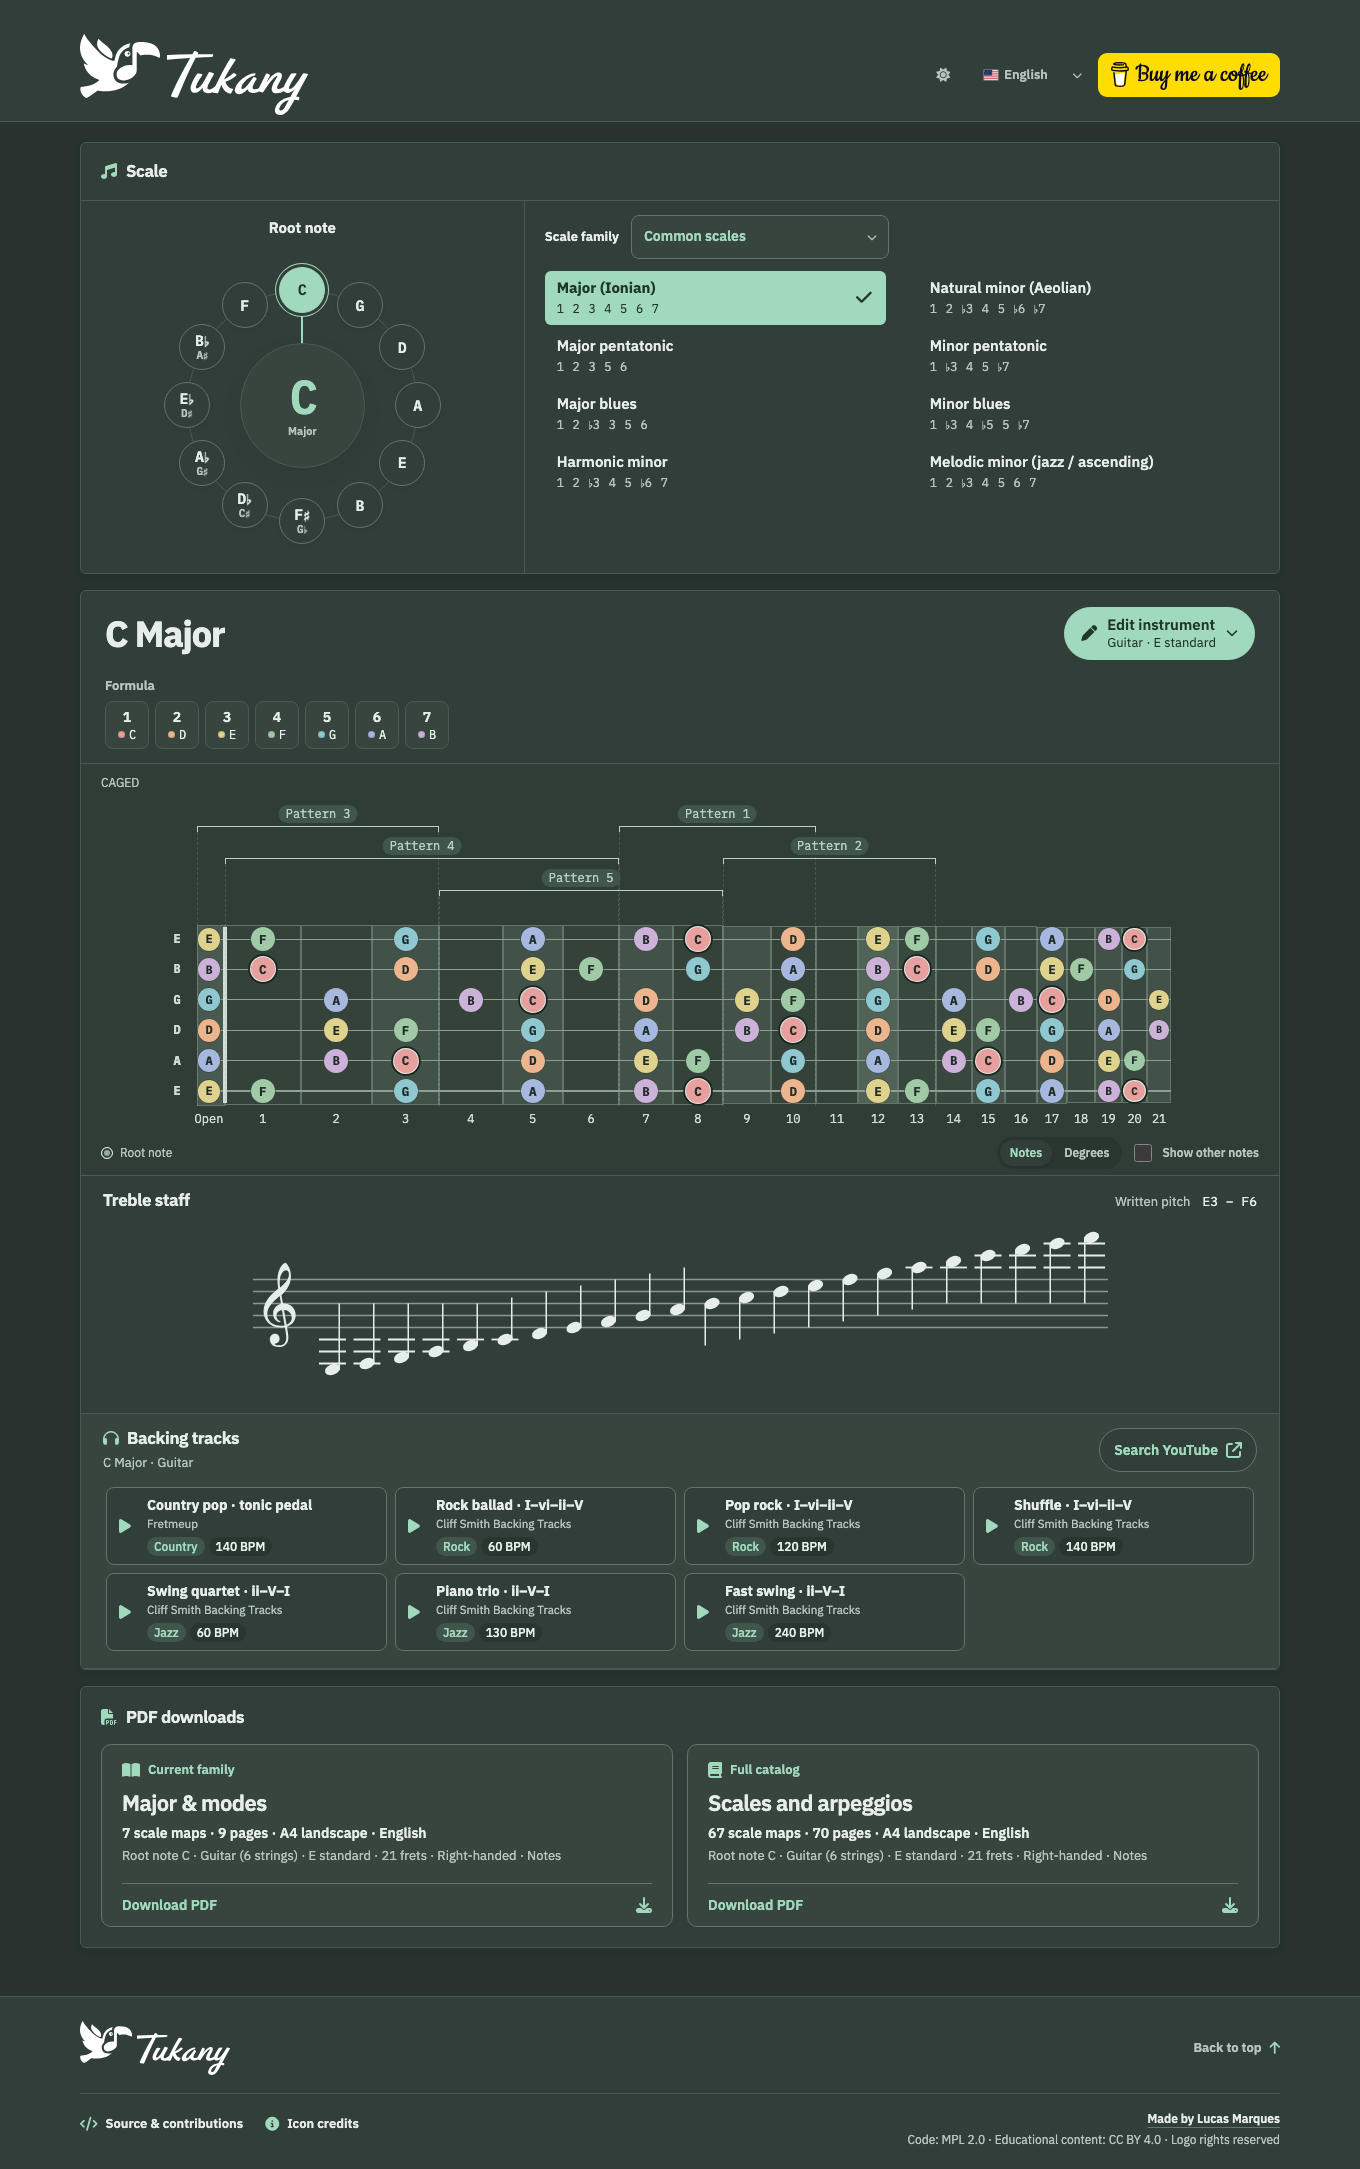 Tukany
English
Buy me a coffee
Scale
Root note
C
F
G
B♭
A♯
D
E♭
D♯
C
Major
A
A♭
G♯
E
D♭
C♯
F♯
G♭
B
Scale family
Common scales
Major (Ionian)
1 2 3 4 5 6 7
Natural minor (Aeolian)
1 2 ♭3 4 5 ♭6 ♭7
Major pentatonic
1 2 3 5 6
Minor pentatonic
1 ♭3 4 5 ♭7
Major blues
1 2 ♭3 3 5 6
Minor blues
1 ♭3 4 ♭5 5 ♭7
Harmonic minor
1 2 ♭3 4 5 ♭6 7
Melodic minor (jazz / ascending)
1 2 ♭3 4 5 6 7
C Major
Edit instrument
Guitar · E standard
Formula
1 2 3 4 5 6 7
C D E F G A B
CAGED
Pattern 3
Pattern 1
Pattern 4
Pattern 2
Pattern 5
E E F G A B C D E F G A B C
B B C D E F G A B C D E F G
G G A B C D E F G A B C D E
D D E F G A B C D E F G A B
A A B C D E F G A B C D E F
E E F G A B C D E F G A B C
Open 1 2 3 4 5 6 7 8 9 10 11 12 13 14 15 16 17 18 19 20 21
Root note
Notes
Degrees
Show other notes
Treble staff
Written pitch E3 – F6
Backing tracks
C Major · Guitar
Search YouTube
Country pop · tonic pedal
Fretmeup
Country 140 BPM
Rock ballad · I–vi–ii–V
Cliff Smith Backing Tracks
Rock 60 BPM
Pop rock · I–vi–ii–V
Cliff Smith Backing Tracks
Rock 120 BPM
Shuffle · I–vi–ii–V
Cliff Smith Backing Tracks
Rock 140 BPM
Swing quartet · ii–V–I
Cliff Smith Backing Tracks
Jazz 60 BPM
Piano trio · ii–V–I
Cliff Smith Backing Tracks
Jazz 130 BPM
Fast swing · ii–V–I
Cliff Smith Backing Tracks
Jazz 240 BPM
PDF downloads
Current family
Major & modes
7 scale maps · 9 pages · A4 landscape · English
Root note C · Guitar (6 strings) · E standard · 21 frets · Right-handed · Notes
Download PDF
Full catalog
Scales and arpeggios
67 scale maps · 70 pages · A4 landscape · English
Root note C · Guitar (6 strings) · E standard · 21 frets · Right-handed · Notes
Download PDF
Tukany
Back to top
Source & contributions
Icon credits
Made by Lucas Marques
Code: MPL 2.0 · Educational content: CC BY 4.0 · Logo rights reserved